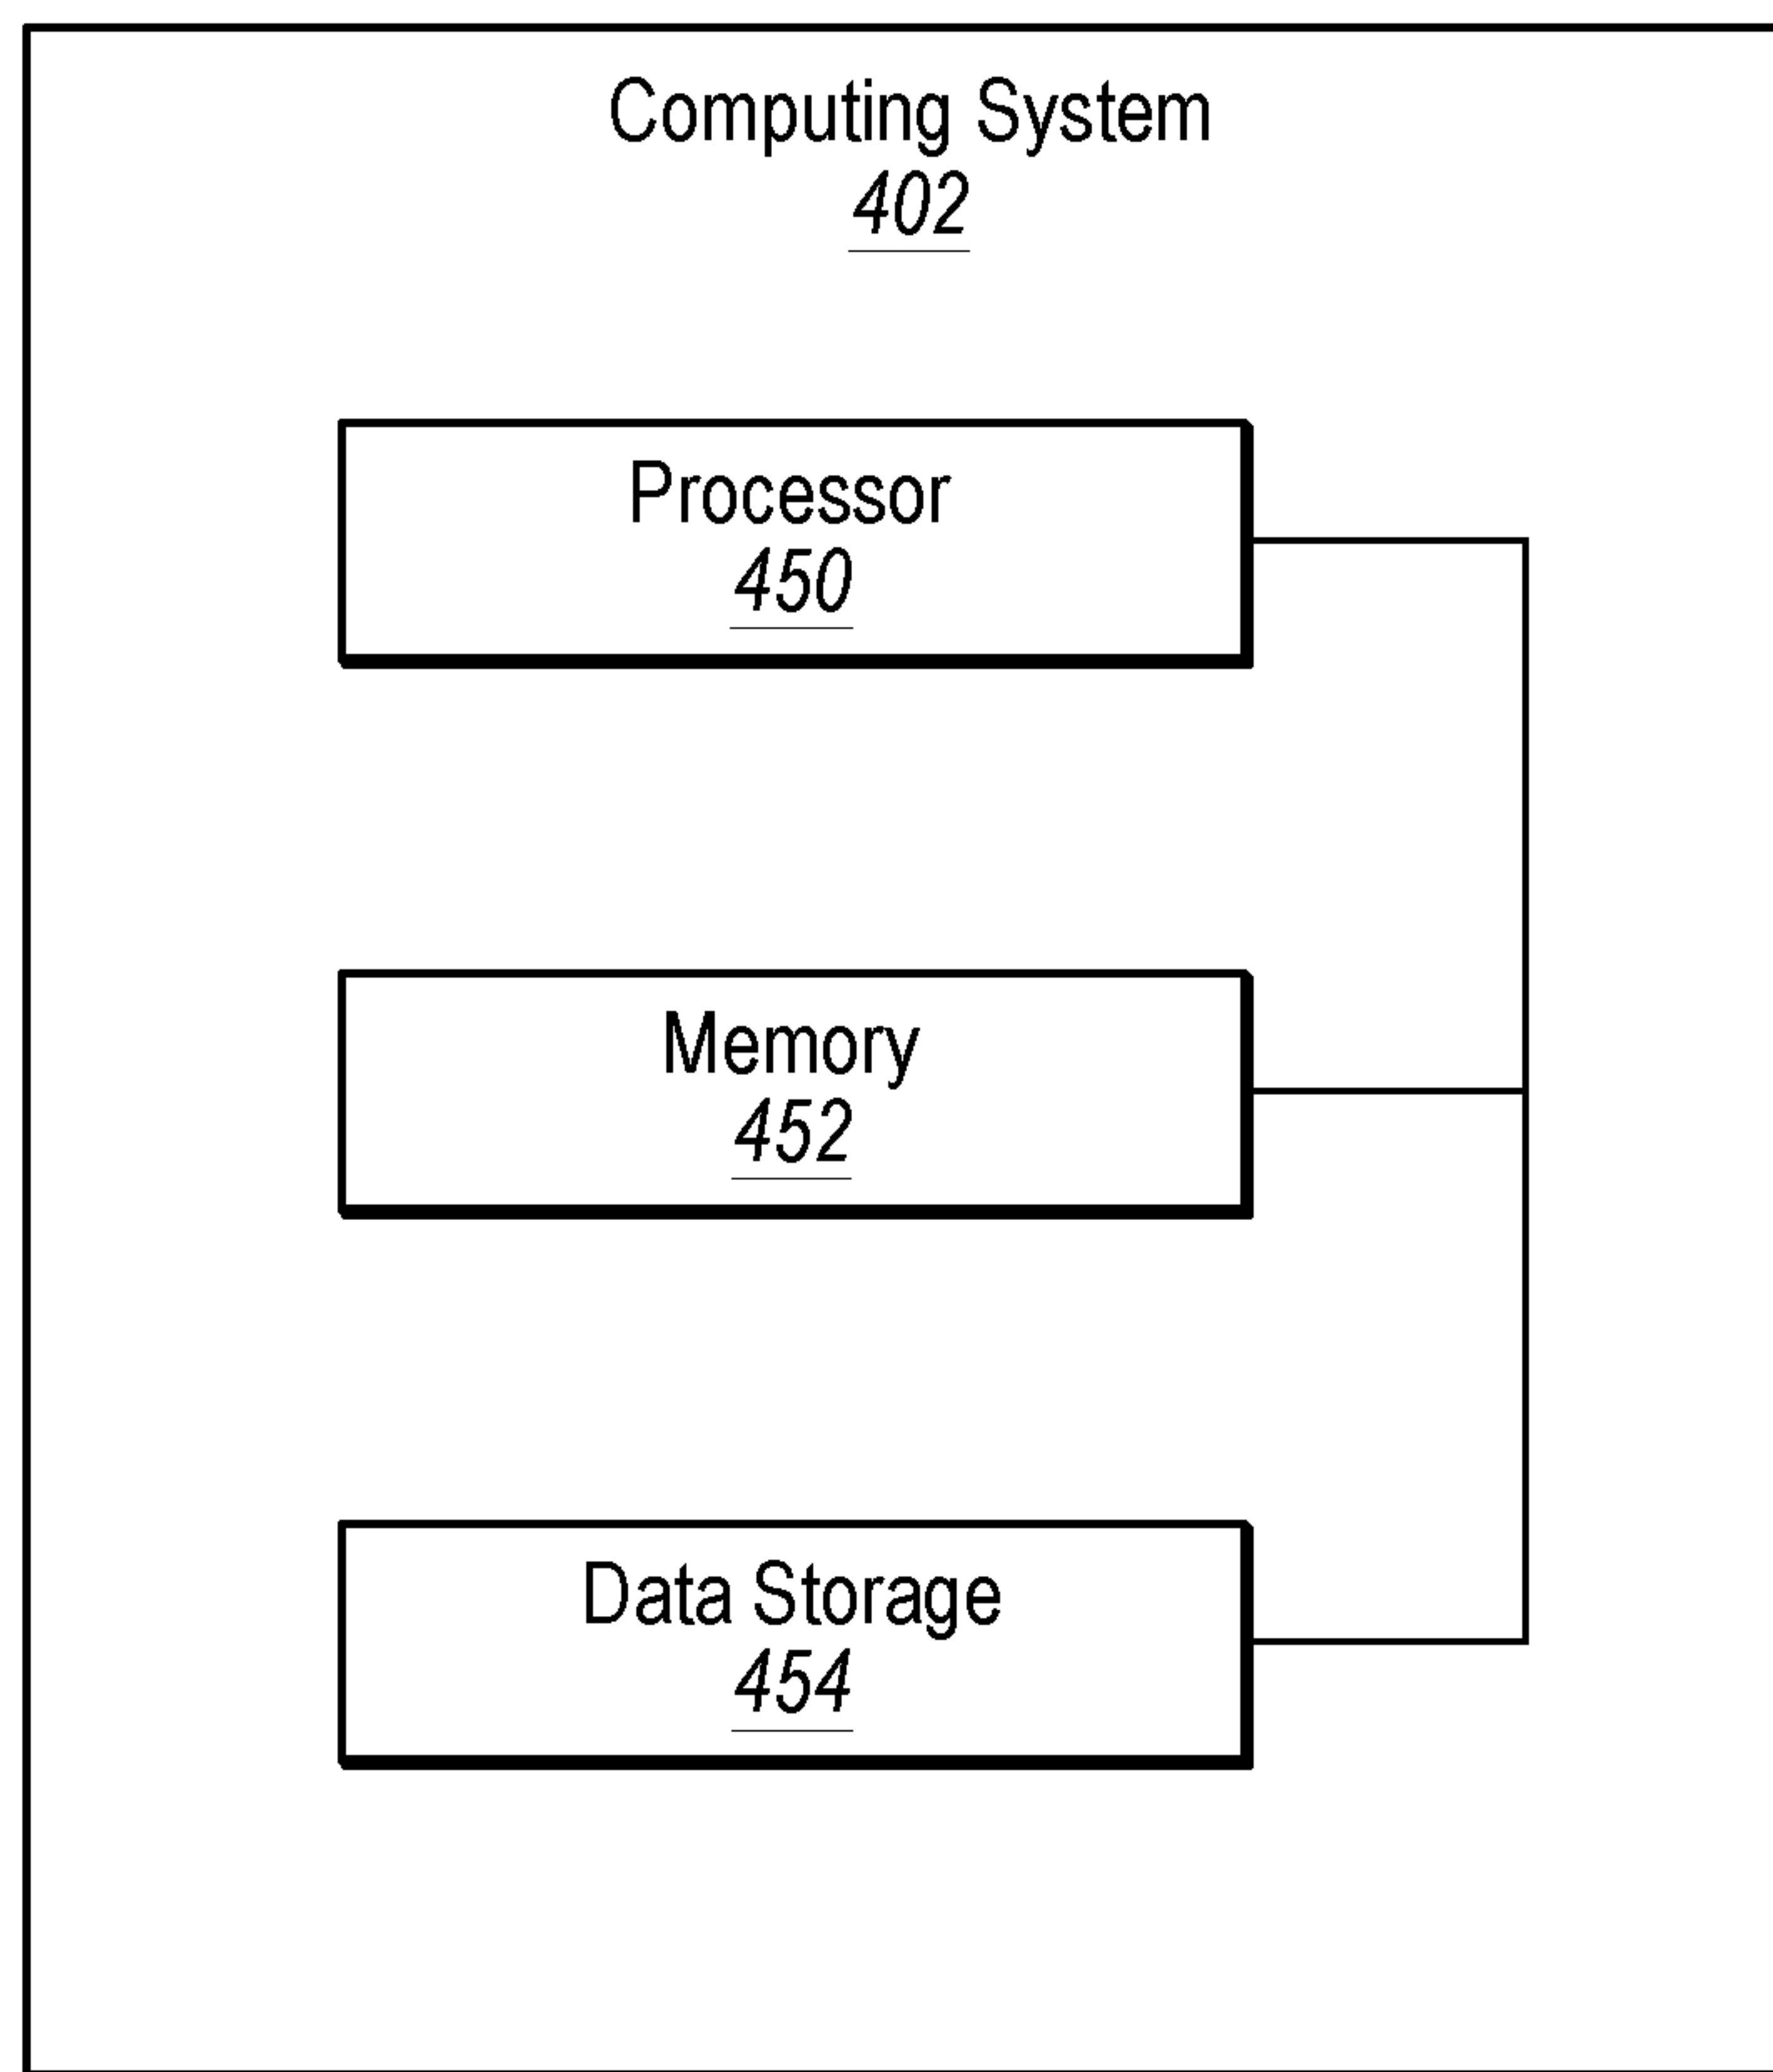 Computing System
402
Processor
450
Memory
452
Data Storage
454